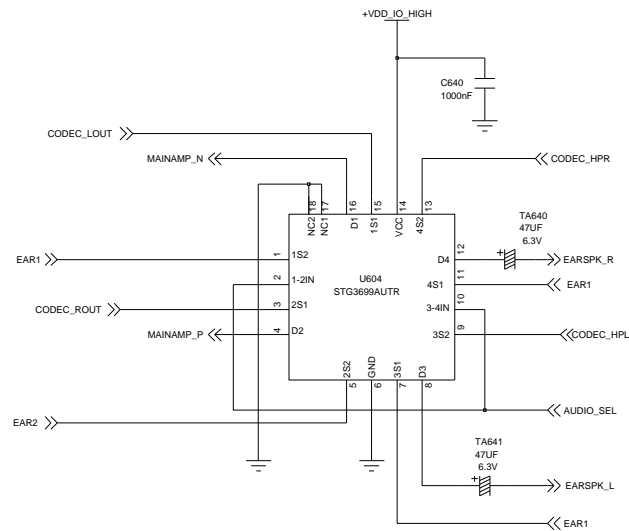 +VDD_IO_HIGH
C640
1000nF
CODEC_LOUT
MAINAMP_N
CODEC_HPR
18
17
16
15
14
13
NC2
NC1
D1
1S1
VCC
4S2
TA640
47UF
6.3V
+
EAR1
1
1S2
D4
12
EARSPK_R
2
1-2IN
U604
STG3699AUTR
4S1
11
EAR1
CODEC_ROUT
3
2S1
3-4IN
10
MAINAMP_P
4
D2
3S2
9
CODEC_HPL
2S2
GND
3S1
D3
5
6
7
8
EAR2
AUDIO_SEL
TA641
47UF
6.3V
+
EARSPK_L
EAR1